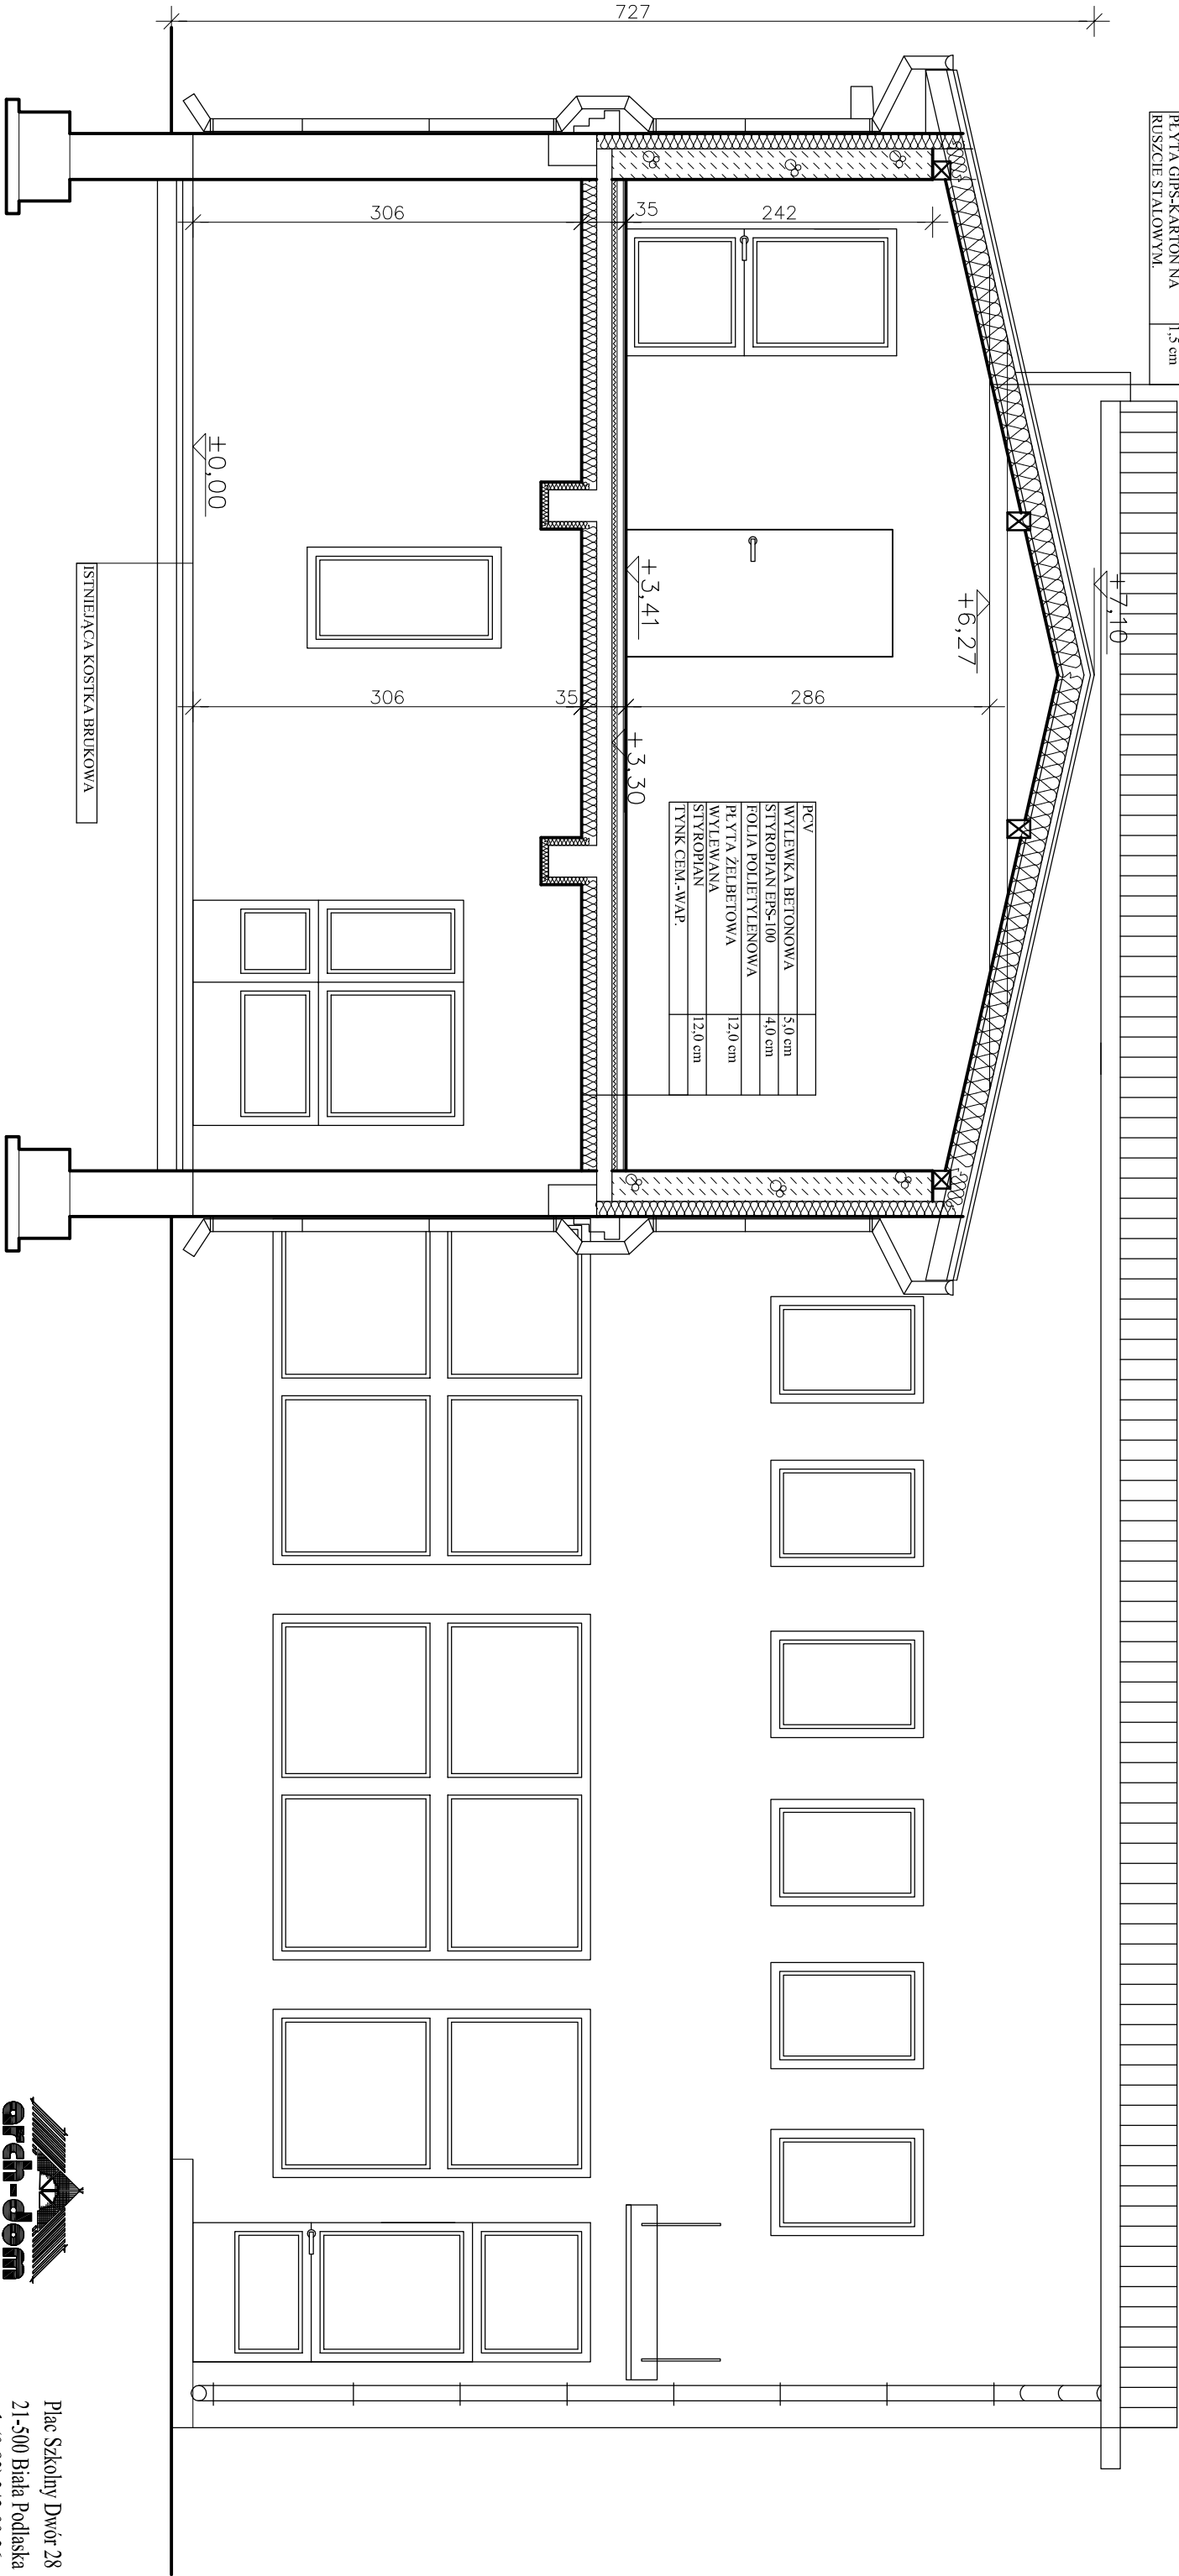 PŁYTA GIPS-KARTON NA
RUSZCIE STALOWYM.
1,5 cm
727
306
35
242
±0,00
+3,41
+6,27
+7,10
306
35
286
+3,30
PCV
WYLEWKA BETONOWA 5,0 cm
STYROPIAN EPS-100 4,0 cm
FOLIA POLIETYLENOWA
PŁYTA ŻELBETOWA 12,0 cm
WYLEWANA
STYROPIAN 12,0 cm
TYNK CEM.-WAP.
ISTNIEJĄCA KOSTKA BRUKOWA
arch-dom
Plac Szkolny Dwór 28
21-500 Biała Podlaska